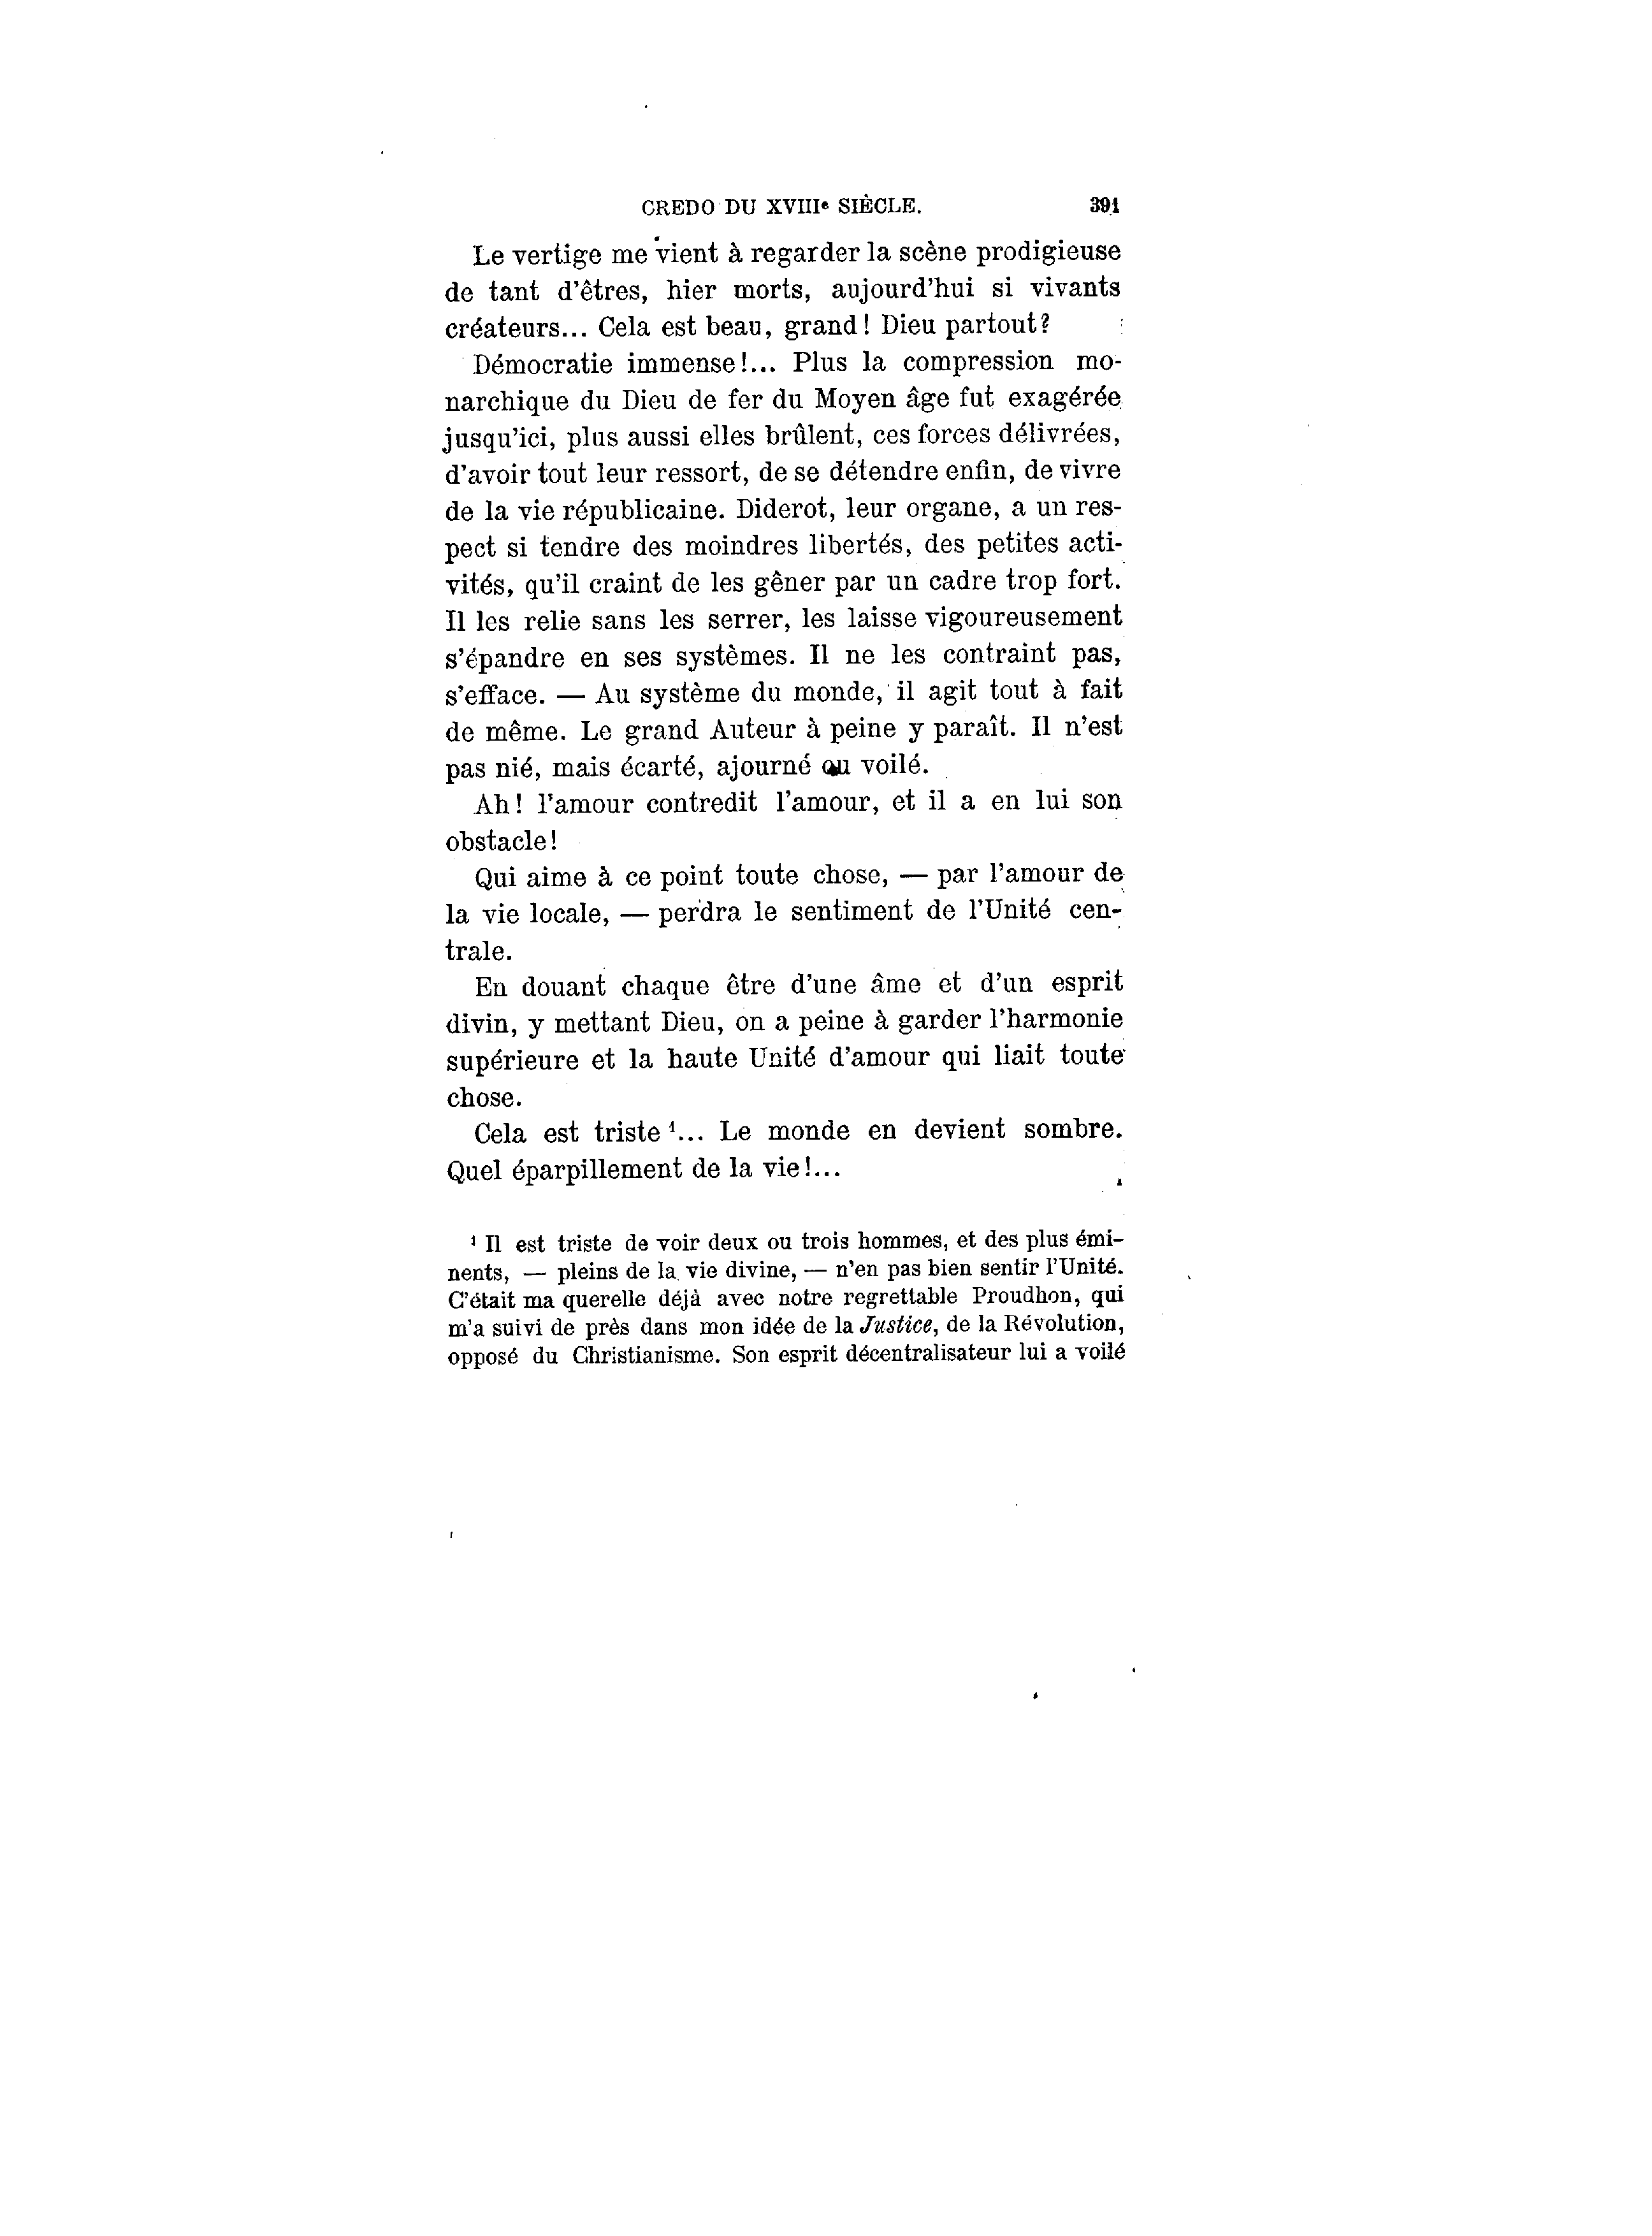 CREDO DU XVIIIe SIÈCLE. 391
Le vertige me vient à regarder la scène prodigieuse
de tant d'êtres, hier morts, aujourd'hui si vivants
créateurs... Cela est beau, grand! Dieu partout?
Démocratie immense!... Plus la compression mo-
narchique du Dieu de fer du Moyen âge fut exagérée
jusqu'ici, plus aussi elles brûlent, ces forces délivrées,
d'avoir tout leur ressort, de se détendre enfin, de vivre
de la vie républicaine. Diderot, leur organe, a un res-
pect si tendre des moindres libertés, des petites acti-
vités, qu'il craint de les gêner par un cadre trop fort.
Il les relie sans les serrer, les laisse vigoureusement
s'épandre en ses systèmes. Il ne les contraint pas,
s'efface. — Au système du monde, il agit tout à fait
de même. Le grand Auteur à peine y paraît. Il n'est
pas nié, mais écarté, ajourné ou voilé.
Ah! l'amour contredit l'amour, et il a en lui son
obstacle!
Qui aime à ce point toute chose, — par l'amour de
la vie locale, — perdra le sentiment de l'Unité cen-
trale.
En douant chaque être d'une âme et d'un esprit
divin, y mettant Dieu, on a peine à garder l'harmonie
supérieure et la haute Unité d'amour qui liait toute
chose.
Cela est triste 1... Le monde en devient sombre.
Quel éparpillement de la vie!...
1 Il est triste de voir deux ou trois hommes, et des plus émi-
nents, — pleins de la vie divine, — n'en pas bien sentir l'Unité.
C'était ma querelle déjà avec notre regrettable Proudhon, qui
m'a suivi de près dans mon idée de la Justice, de la Révolution,
opposé du Christianisme. Son esprit décentralisateur lui a voilé